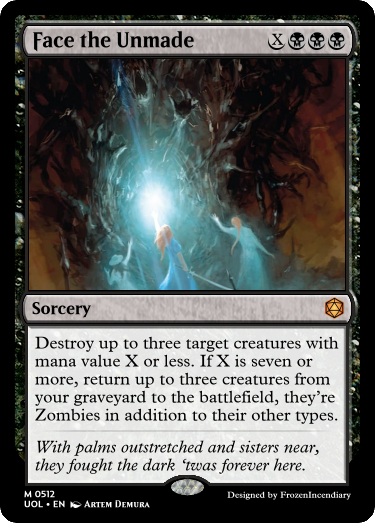 Face the Unmade
X
Sorcery
Destroy up to three target creatures with
mana value X or less. If X is seven or
more, return up to three creatures from
your graveyard to the battlefield, they're
Zombies in addition to their other types.
With palms outstretched and sisters near,
they fought the dark ‘twas forever here.
M 0512
UOL • EN Artem Demura
Designed by FrozenIncendiary